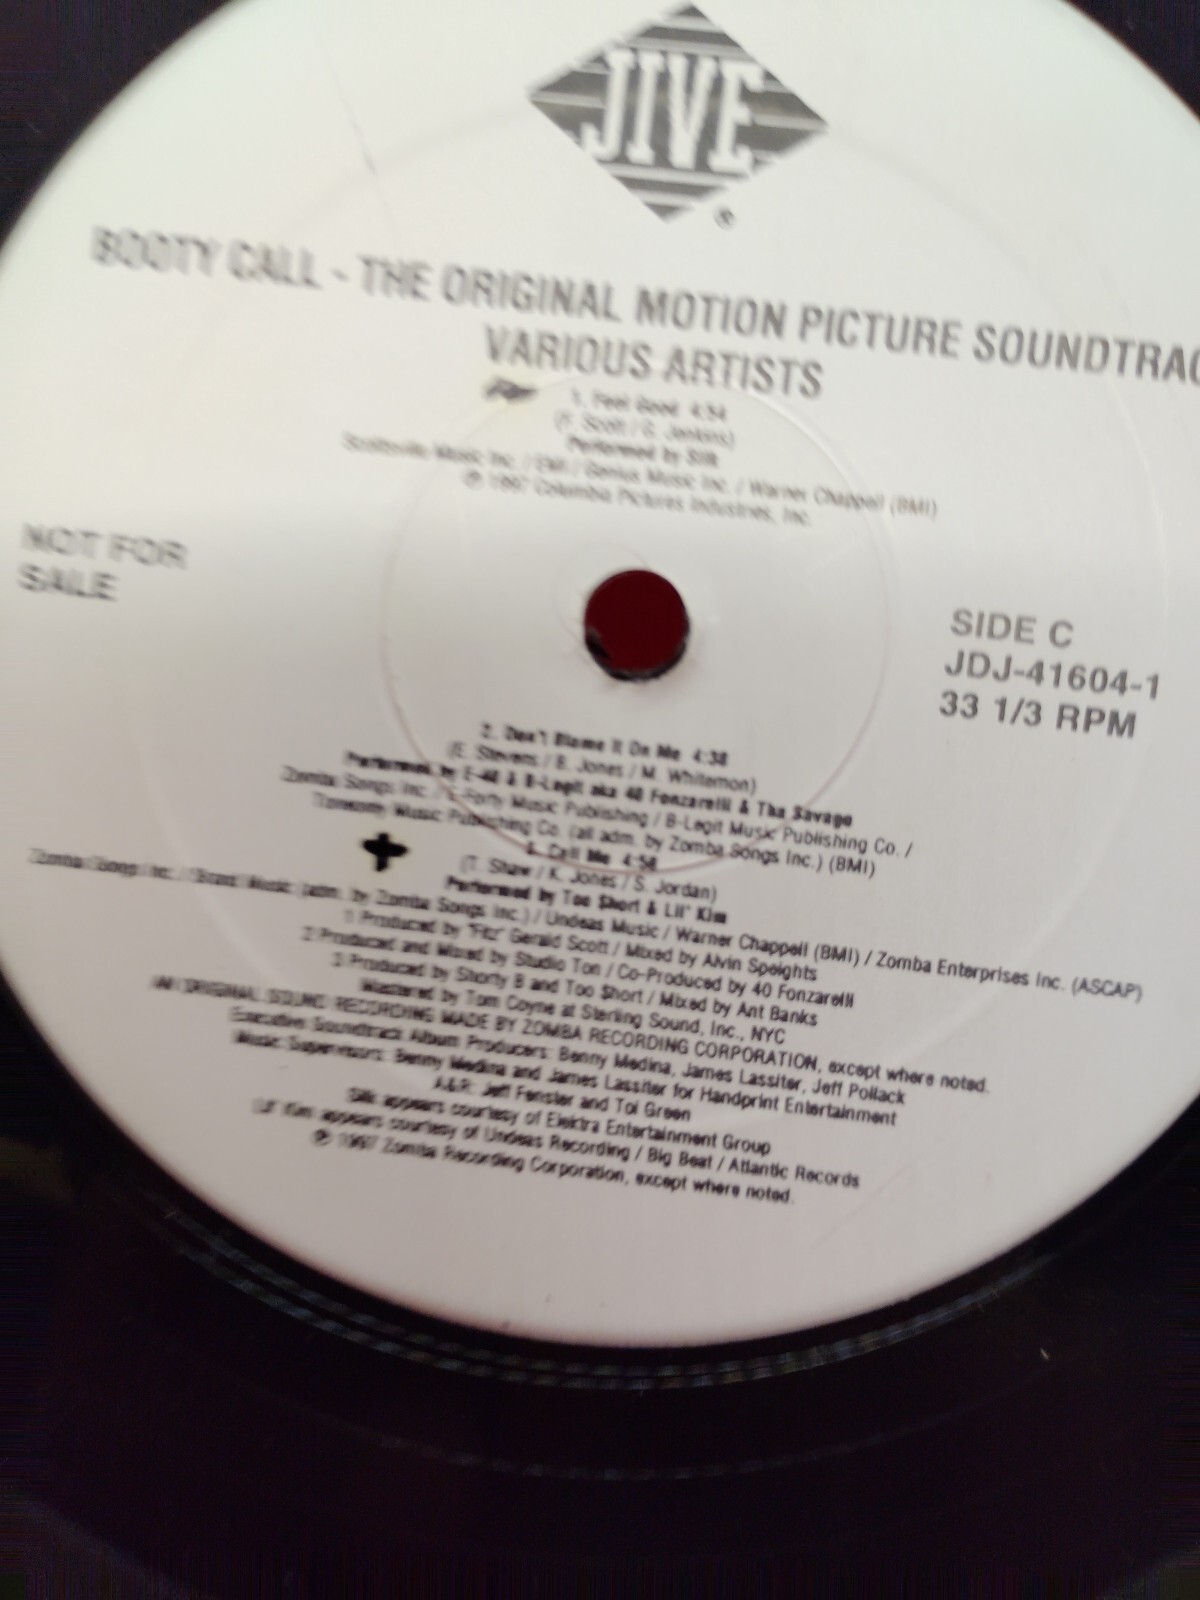 JIVE
®
BOOTY CALL - THE ORIGINAL MOTION PICTURE SOUNDTRAC
VARIOUS ARTISTS
1. Feel Good 4:54
(F. Scott / G. Jenkins)
Performed by Silk
Scottsville Music Inc. / EMI / Genius Music Inc. / Warner Chappell (BMI)
℗ 1997 Columbia Pictures Industries, Inc.
NOT FOR
SALE
SIDE C
JDJ-41604-1
33 1/3 RPM
2. Don't Blame It On Me 4:38
(E. Stevens / B. Jones / M. Whitemon)
Performed by E-40 & B-Legit aka 40 Fonzarelli & Tha Savage
Zomba Songs Inc. / E-Forty Music Publishing / B-Legit Music Publishing Co. /
Music Publishing Co. (all adm. by Zomba Songs Inc.) (BMI)
Call Me 4:58
(T. Shaw / K. Jones / S. Jordan)
Performed by Too $hort & Lil' Kim
Zomba Songs Inc. / Music (adm. by Zomba Songs Inc.) / Undeas Music / Warner Chappell (BMI) / Zomba Enterprises Inc. (ASCAP)
1 Produced by "Fitz" Gerald Scott / Mixed by Alvin Speights
2 Produced and Mixed by Studio Ton / Co-Produced by 40 Fonzarelli
3 Produced by Shorty B and Too $hort / Mixed by Ant Banks
Mastered by Tom Coyne at Sterling Sound, Inc., NYC
AN ORIGINAL SOUND RECORDING MADE BY ZOMBA RECORDING CORPORATION, except where noted.
Executive Soundtrack Album Producers: Benny Medina, James Lassiter, Jeff Pollack
Music Supervisors: Benny Medina and James Lassiter for Handprint Entertainment
A&R: Jeff Fenster and Toi Green
Silk appears courtesy of Elektra Entertainment Group
Lil' Kim appears courtesy of Undeas Recording / Big Beat / Atlantic Records
℗ 1997 Zomba Recording Corporation, except where noted.